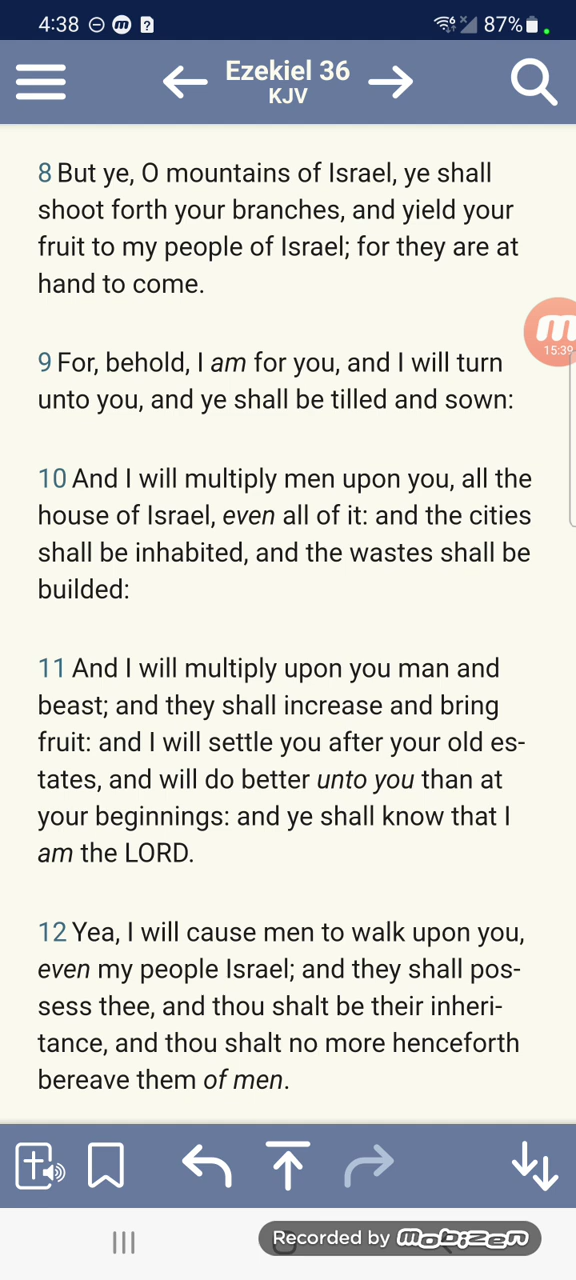 4:38
87%
Ezekiel 36
KJV
8 But ye, O mountains of Israel, ye shall
shoot forth your branches, and yield your
fruit to my people of Israel; for they are at
hand to come.
15:39
9 For, behold, I am for you, and I will turn
unto you, and ye shall be tilled and sown:
10 And I will multiply men upon you, all the
house of Israel, even all of it: and the cities
shall be inhabited, and the wastes shall be
builded:
11 And I will multiply upon you man and
beast; and they shall increase and bring
fruit: and I will settle you after your old es-
tates, and will do better unto you than at
your beginnings: and ye shall know that I
am the LORD.
12 Yea, I will cause men to walk upon you,
even my people Israel; and they shall pos-
sess thee, and thou shalt be their inheri-
tance, and thou shalt no more henceforth
bereave them of men.
Recorded by mobizen